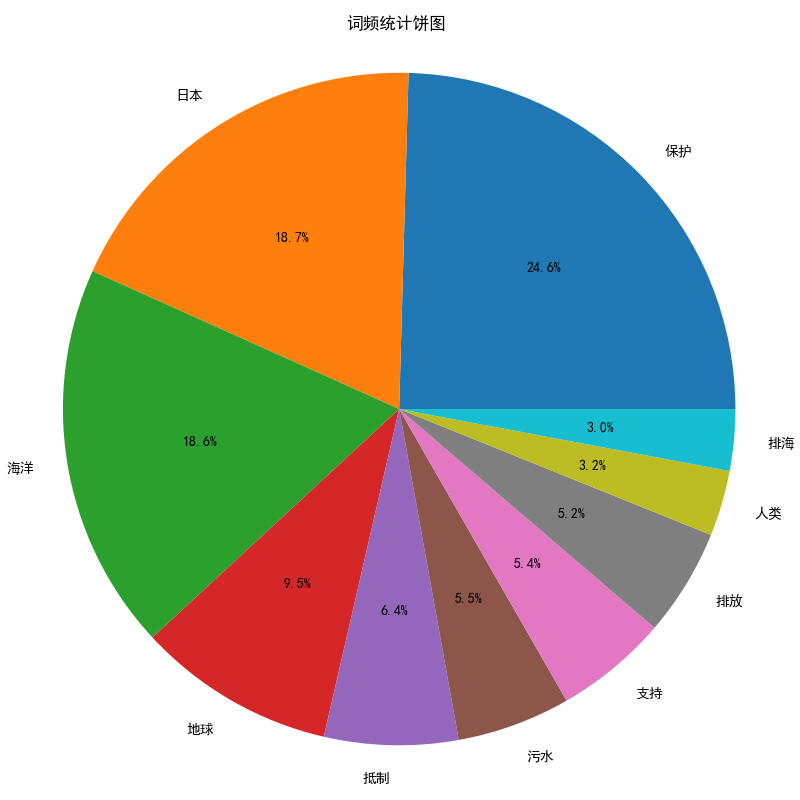 词频统计饼图
日本
保护
18.7%
24.6%
18.6%
海洋
3.0%
排海
3.2%
人类
5.2%
排放
5.4%
支持
5.5%
污水
6.4%
抵制
9.5%
地球